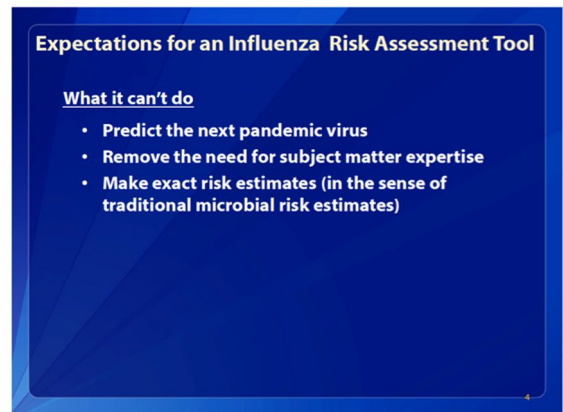 Expectations for an Influenza Risk Assessment Tool
What it can't do
• Predict the next pandemic virus
• Remove the need for subject matter expertise
• Make exact risk estimates (in the sense of
traditional microbial risk estimates)
4